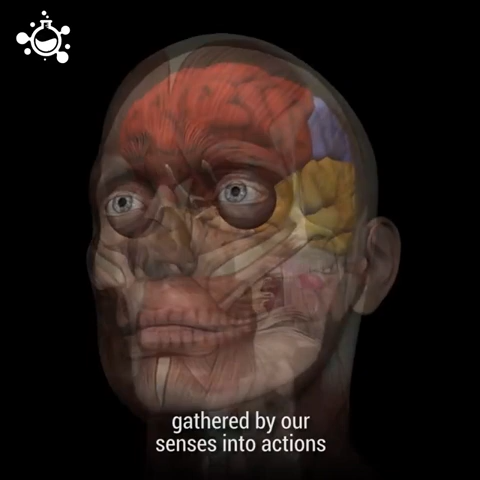 gathered by our
senses into actions